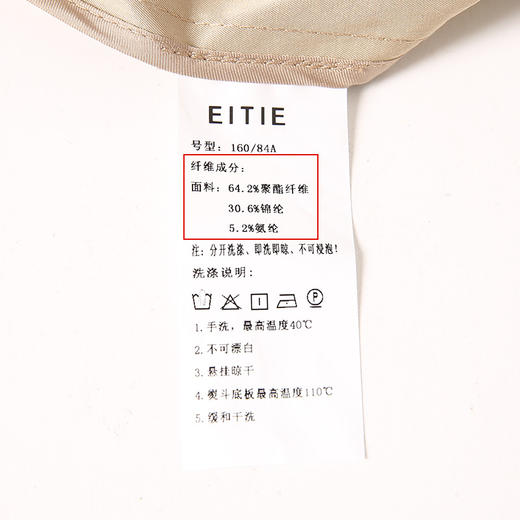 EITIE
号型: 160/84A
纤维成分:
面料: 64.2%聚酯纤维
30.6%锦纶
5.2%氨纶
注: 分开洗涤、即洗即晾、不可浸泡!
洗涤说明:
P
1.手洗，最高温度40℃
2.不可漂白
3.悬挂晾干
4.熨斗底板最高温度110℃
5.缓和干洗